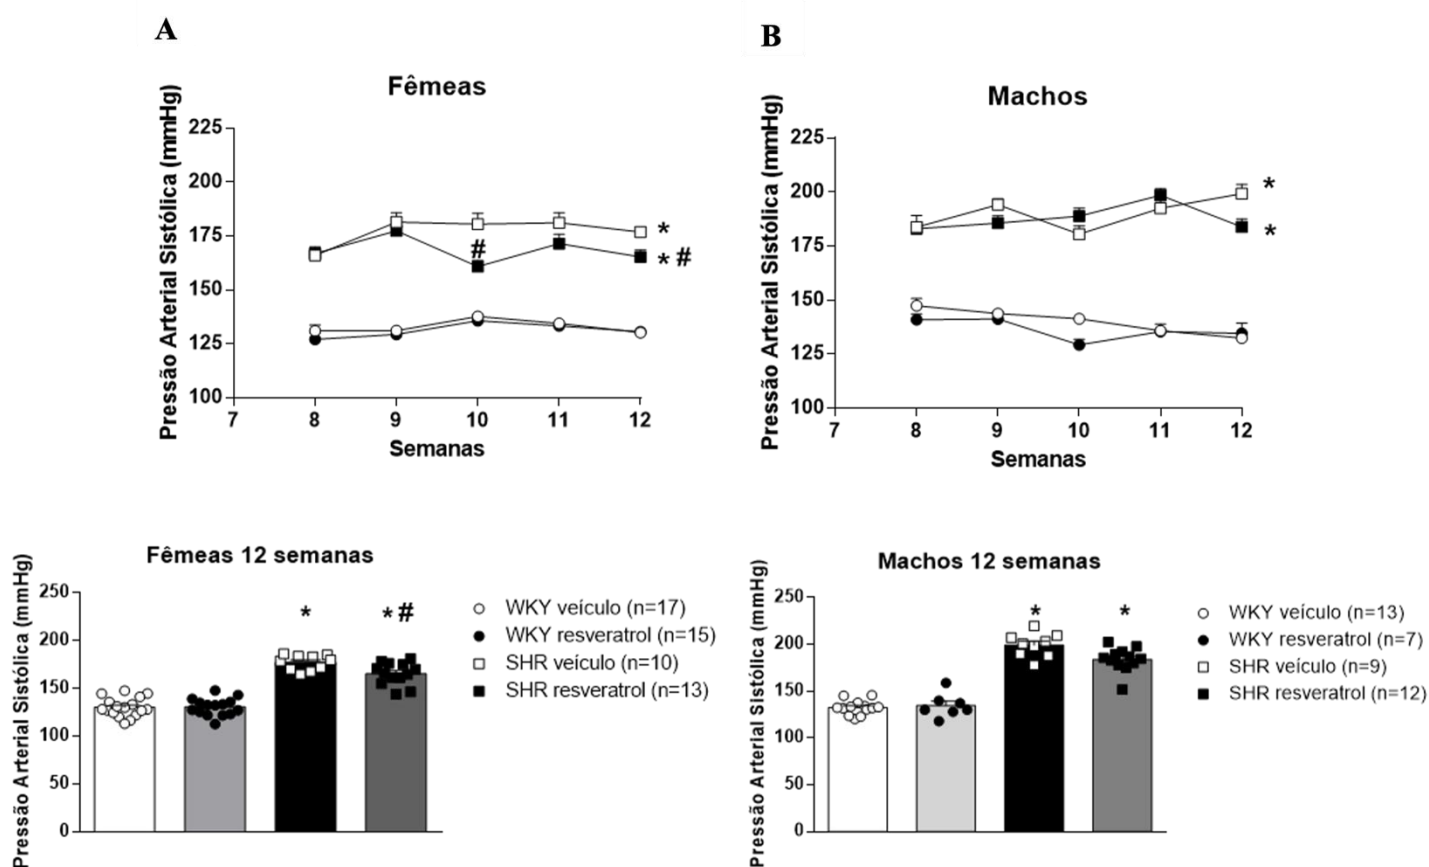 A
Fêmeas
Pressão Arterial Sistólica (mmHg)
225
200
175
150
125
100
7 8 9 10 11 12
Semanas
#
*
* #
B
Machos
Pressão Arterial Sistólica (mmHg)
225
200
175
150
125
100
7 8 9 10 11 12
Semanas
*
*
Fêmeas 12 semanas
Pressão Arterial Sistólica (mmHg)
250
200
150
100
50
0
*
* #
WKY veículo (n=17)
WKY resveratrol (n=15)
SHR veículo (n=10)
SHR resveratrol (n=13)
Machos 12 semanas
Pressão Arterial Sistólica (mmHg)
250
200
150
100
50
0
*
*
WKY veículo (n=13)
WKY resveratrol (n=7)
SHR veículo (n=9)
SHR resveratrol (n=12)